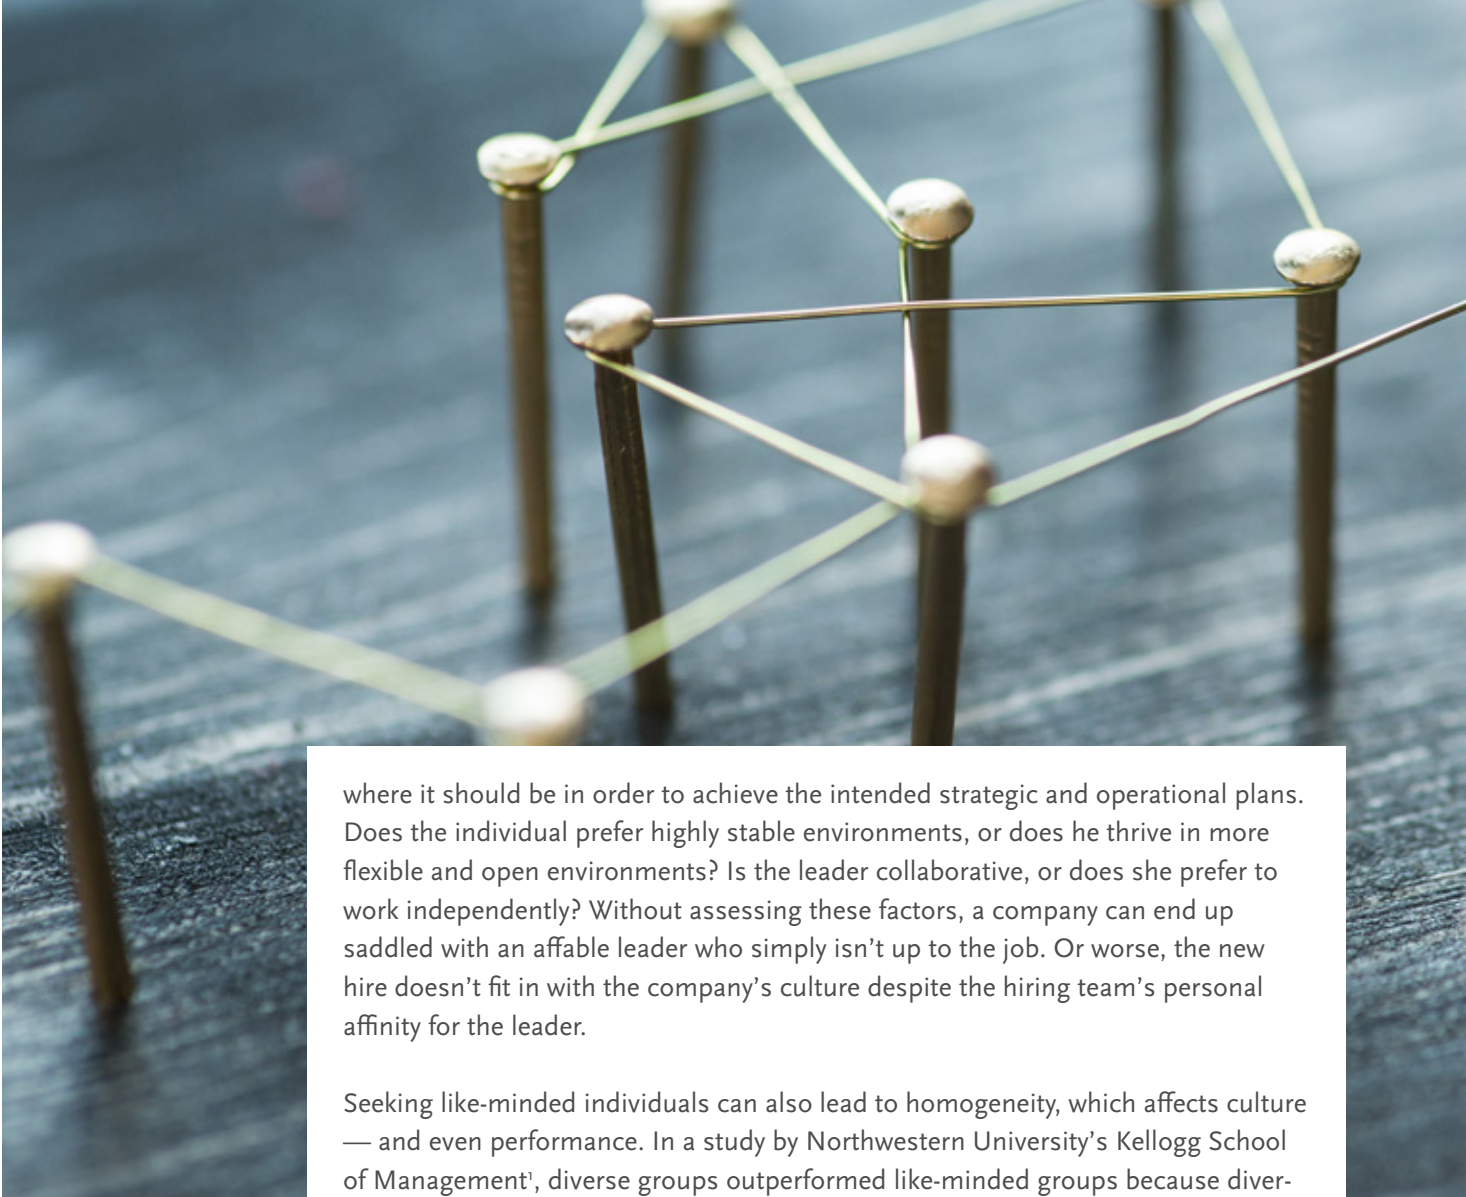 where it should be in order to achieve the intended strategic and operational plans.
Does the individual prefer highly stable environments, or does he thrive in more
flexible and open environments? Is the leader collaborative, or does she prefer to
work independently? Without assessing these factors, a company can end up
saddled with an affable leader who simply isn’t up to the job. Or worse, the new
hire doesn’t fit in with the company’s culture despite the hiring team’s personal
affinity for the leader.
Seeking like-minded individuals can also lead to homogeneity, which affects culture
— and even performance. In a study by Northwestern University’s Kellogg School
of Management¹, diverse groups outperformed like-minded groups because diver-